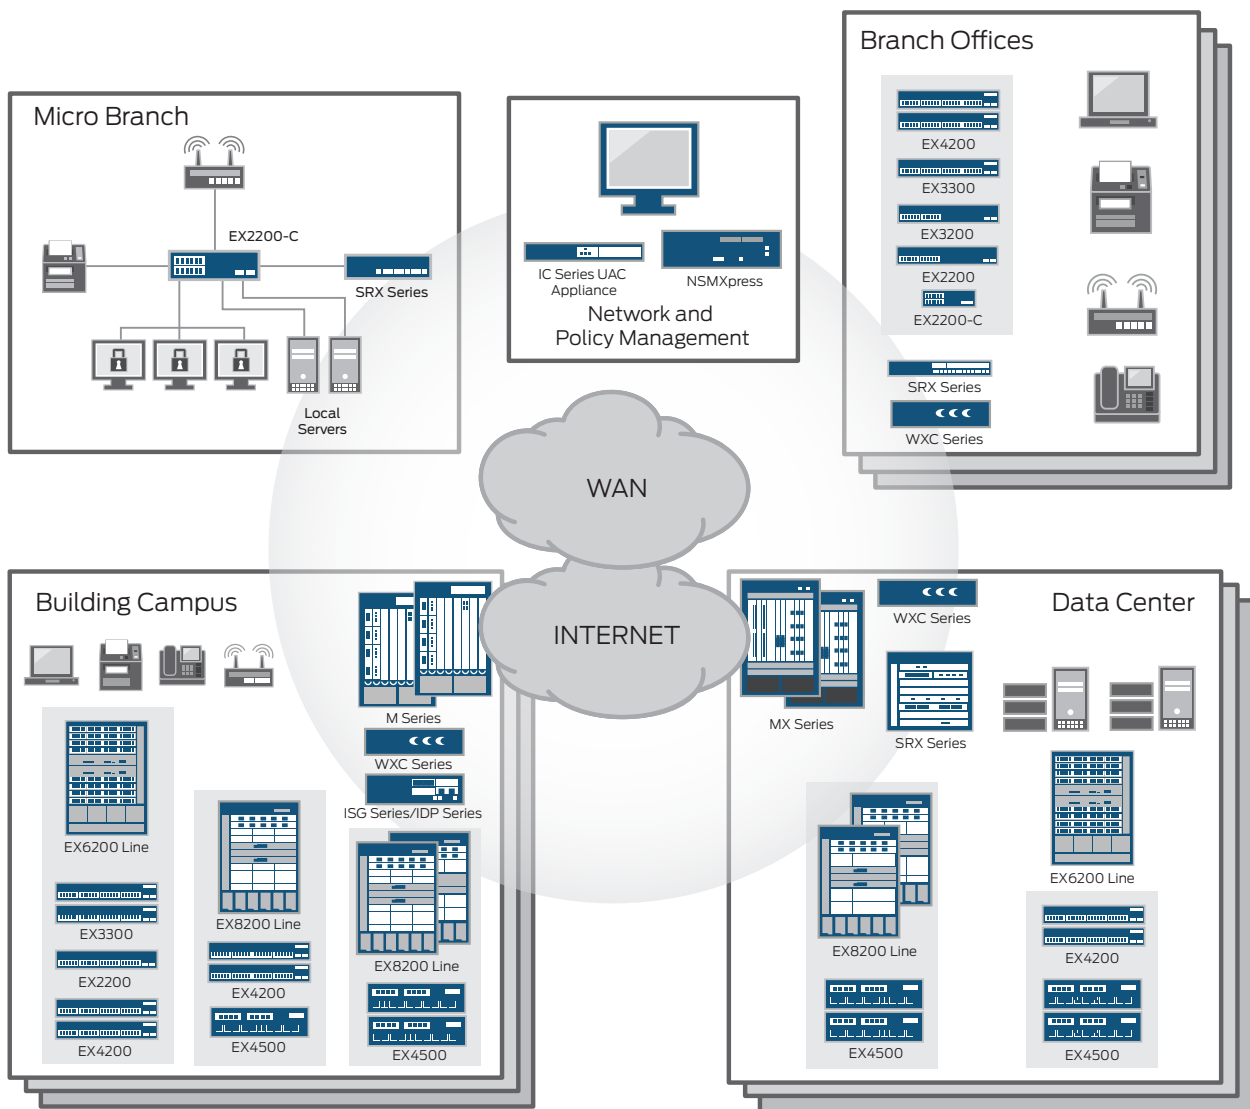 Micro Branch
EX2200-C
SRX Series
Local
Servers
IC Series UAC
Appliance
NSMXpress
Network and
Policy Management
Branch Offices
EX4200
EX3300
EX3200
EX2200
EX2200-C
SRX Series
WXC Series
WAN
INTERNET
Building Campus
M Series
WXC Series
ISG Series/IDP Series
EX6200 Line
EX3300
EX2200
EX4200
EX8200 Line
EX4200
EX4500
EX8200 Line
EX4500
Data Center
WXC Series
MX Series
SRX Series
EX6200 Line
EX8200 Line
EX4500
EX4200
EX4500